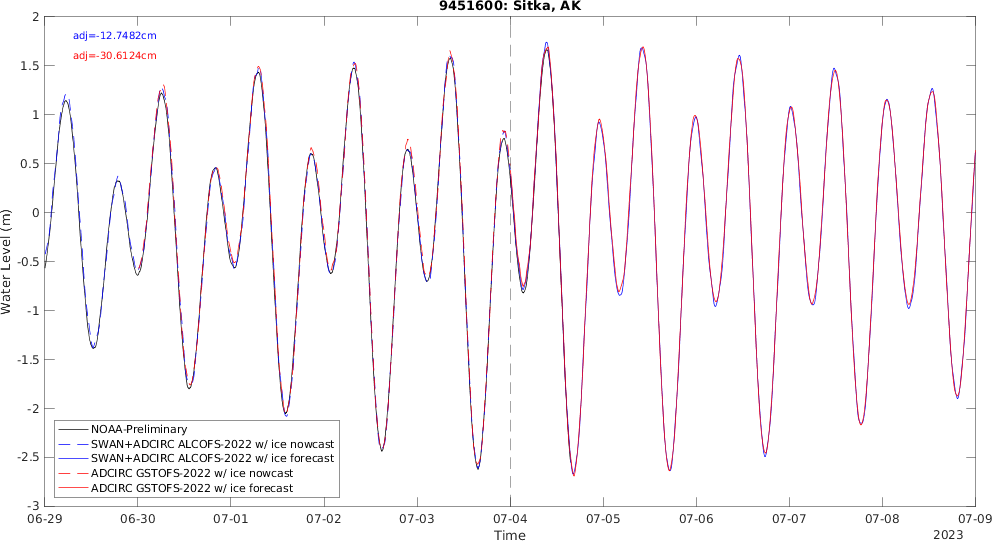 9451600: Sitka, AK
adj=-12.7482cm
adj=-30.6124cm
Water Level (m)
2
1.5
1
0.5
0
-0.5
-1
-1.5
-2
-2.5
-3
NOAA-Preliminary
SWAN+ADCIRC ALCOFS-2022 w/ ice nowcast
SWAN+ADCIRC ALCOFS-2022 w/ ice forecast
ADCIRC GSTOFS-2022 w/ ice nowcast
ADCIRC GSTOFS-2022 w/ ice forecast
06-29 06-30 07-01 07-02 07-03 07-04 07-05 07-06 07-07 07-08 07-09
Time
2023